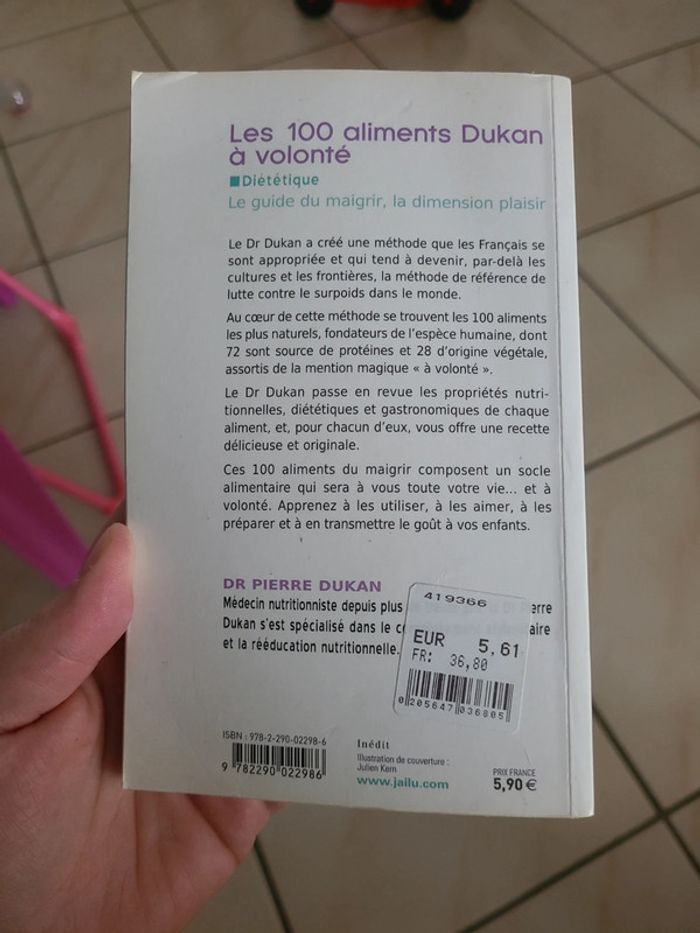 Les 100 aliments Dukan
à volonté
Diététique
Le guide du maigrir, la dimension plaisir
Le Dr Dukan a créé une méthode que les Français se
sont appropriée et qui tend à devenir, par-delà les
cultures et les frontières, la méthode de référence de
lutte contre le surpoids dans le monde.
Au cœur de cette méthode se trouvent les 100 aliments
les plus naturels, fondateurs de l'espèce humaine, dont
72 sont source de protéines et 28 d'origine végétale,
assortis de la mention magique « à volonté ».
Le Dr Dukan passe en revue les propriétés nutri-
tionnelles, diététiques et gastronomiques de chaque
aliment, et, pour chacun d'eux, vous offre une recette
délicieuse et originale.
Ces 100 aliments du maigrir composent un socle
alimentaire qui sera à vous toute votre vie... et à
volonté. Apprenez à les utiliser, à les aimer, à les
préparer et à en transmettre le goût à vos enfants.
DR PIERRE DUKAN
Médecin nutritionniste depuis plus erre
Dukan s'est spécialisé dans le c aire
et la rééducation nutritionnelle.
419366
EUR 5,61
FR: 36,80
0 205647 036805
ISBN : 978-2-290-02298-6
9 782290 022986
Inédit
Illustration de couverture :
Julien Kern
www.jailu.com
PRIX FRANCE
5,90 €